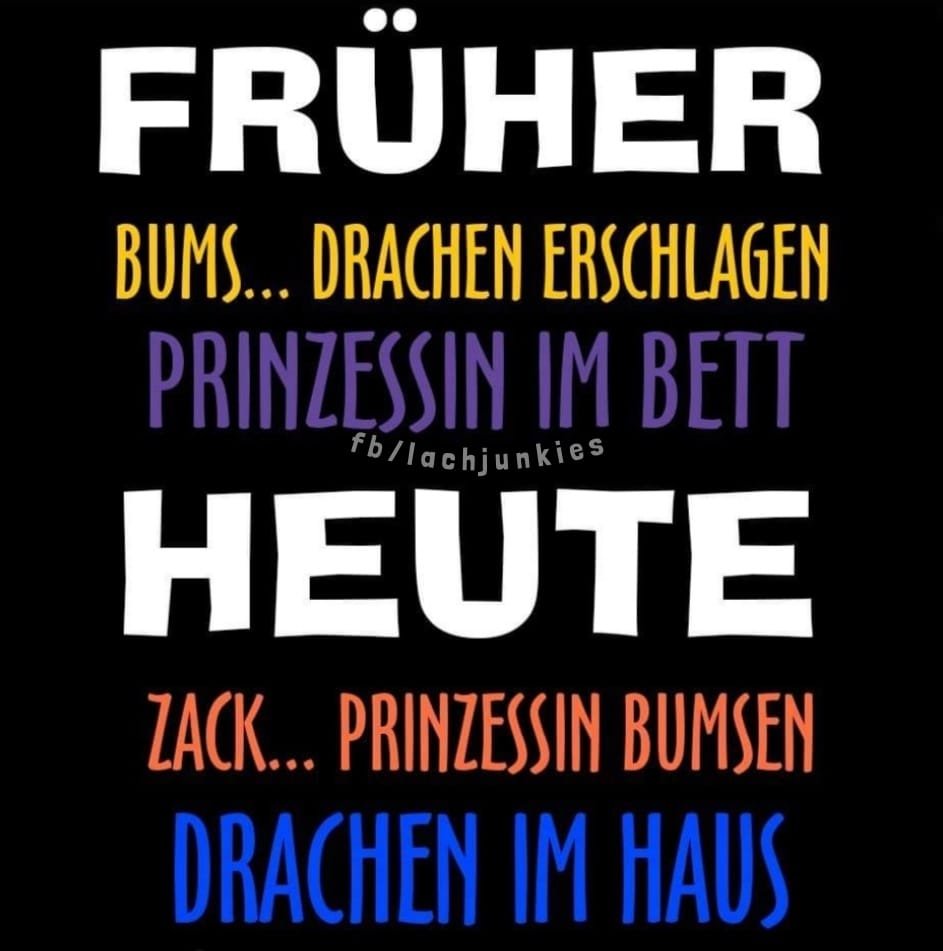 FRÜHER
BUMS... DRACHEN ERSCHLAGEN
PRINZESSIN IM BETT
fb/lachjunkies
HEUTE
ZACK... PRINZESSIN BUMSEN
DRACHEN IM HAUS